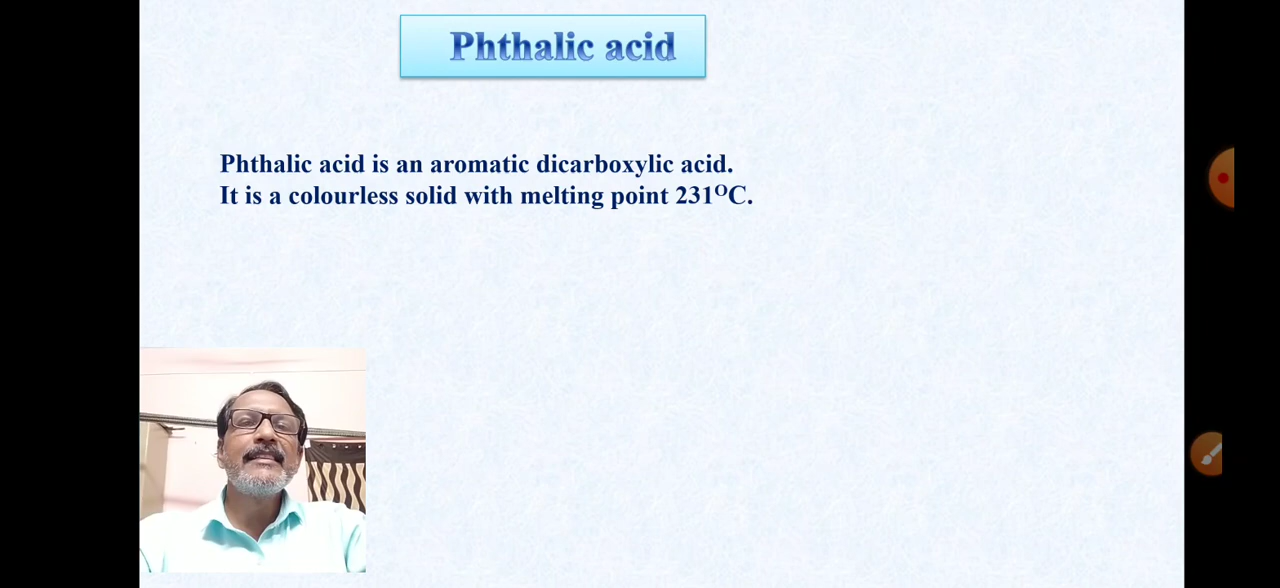 Phthalic acid
Phthalic acid is an aromatic dicarboxylic acid.
It is a colourless solid with melting point 231ᴼC.